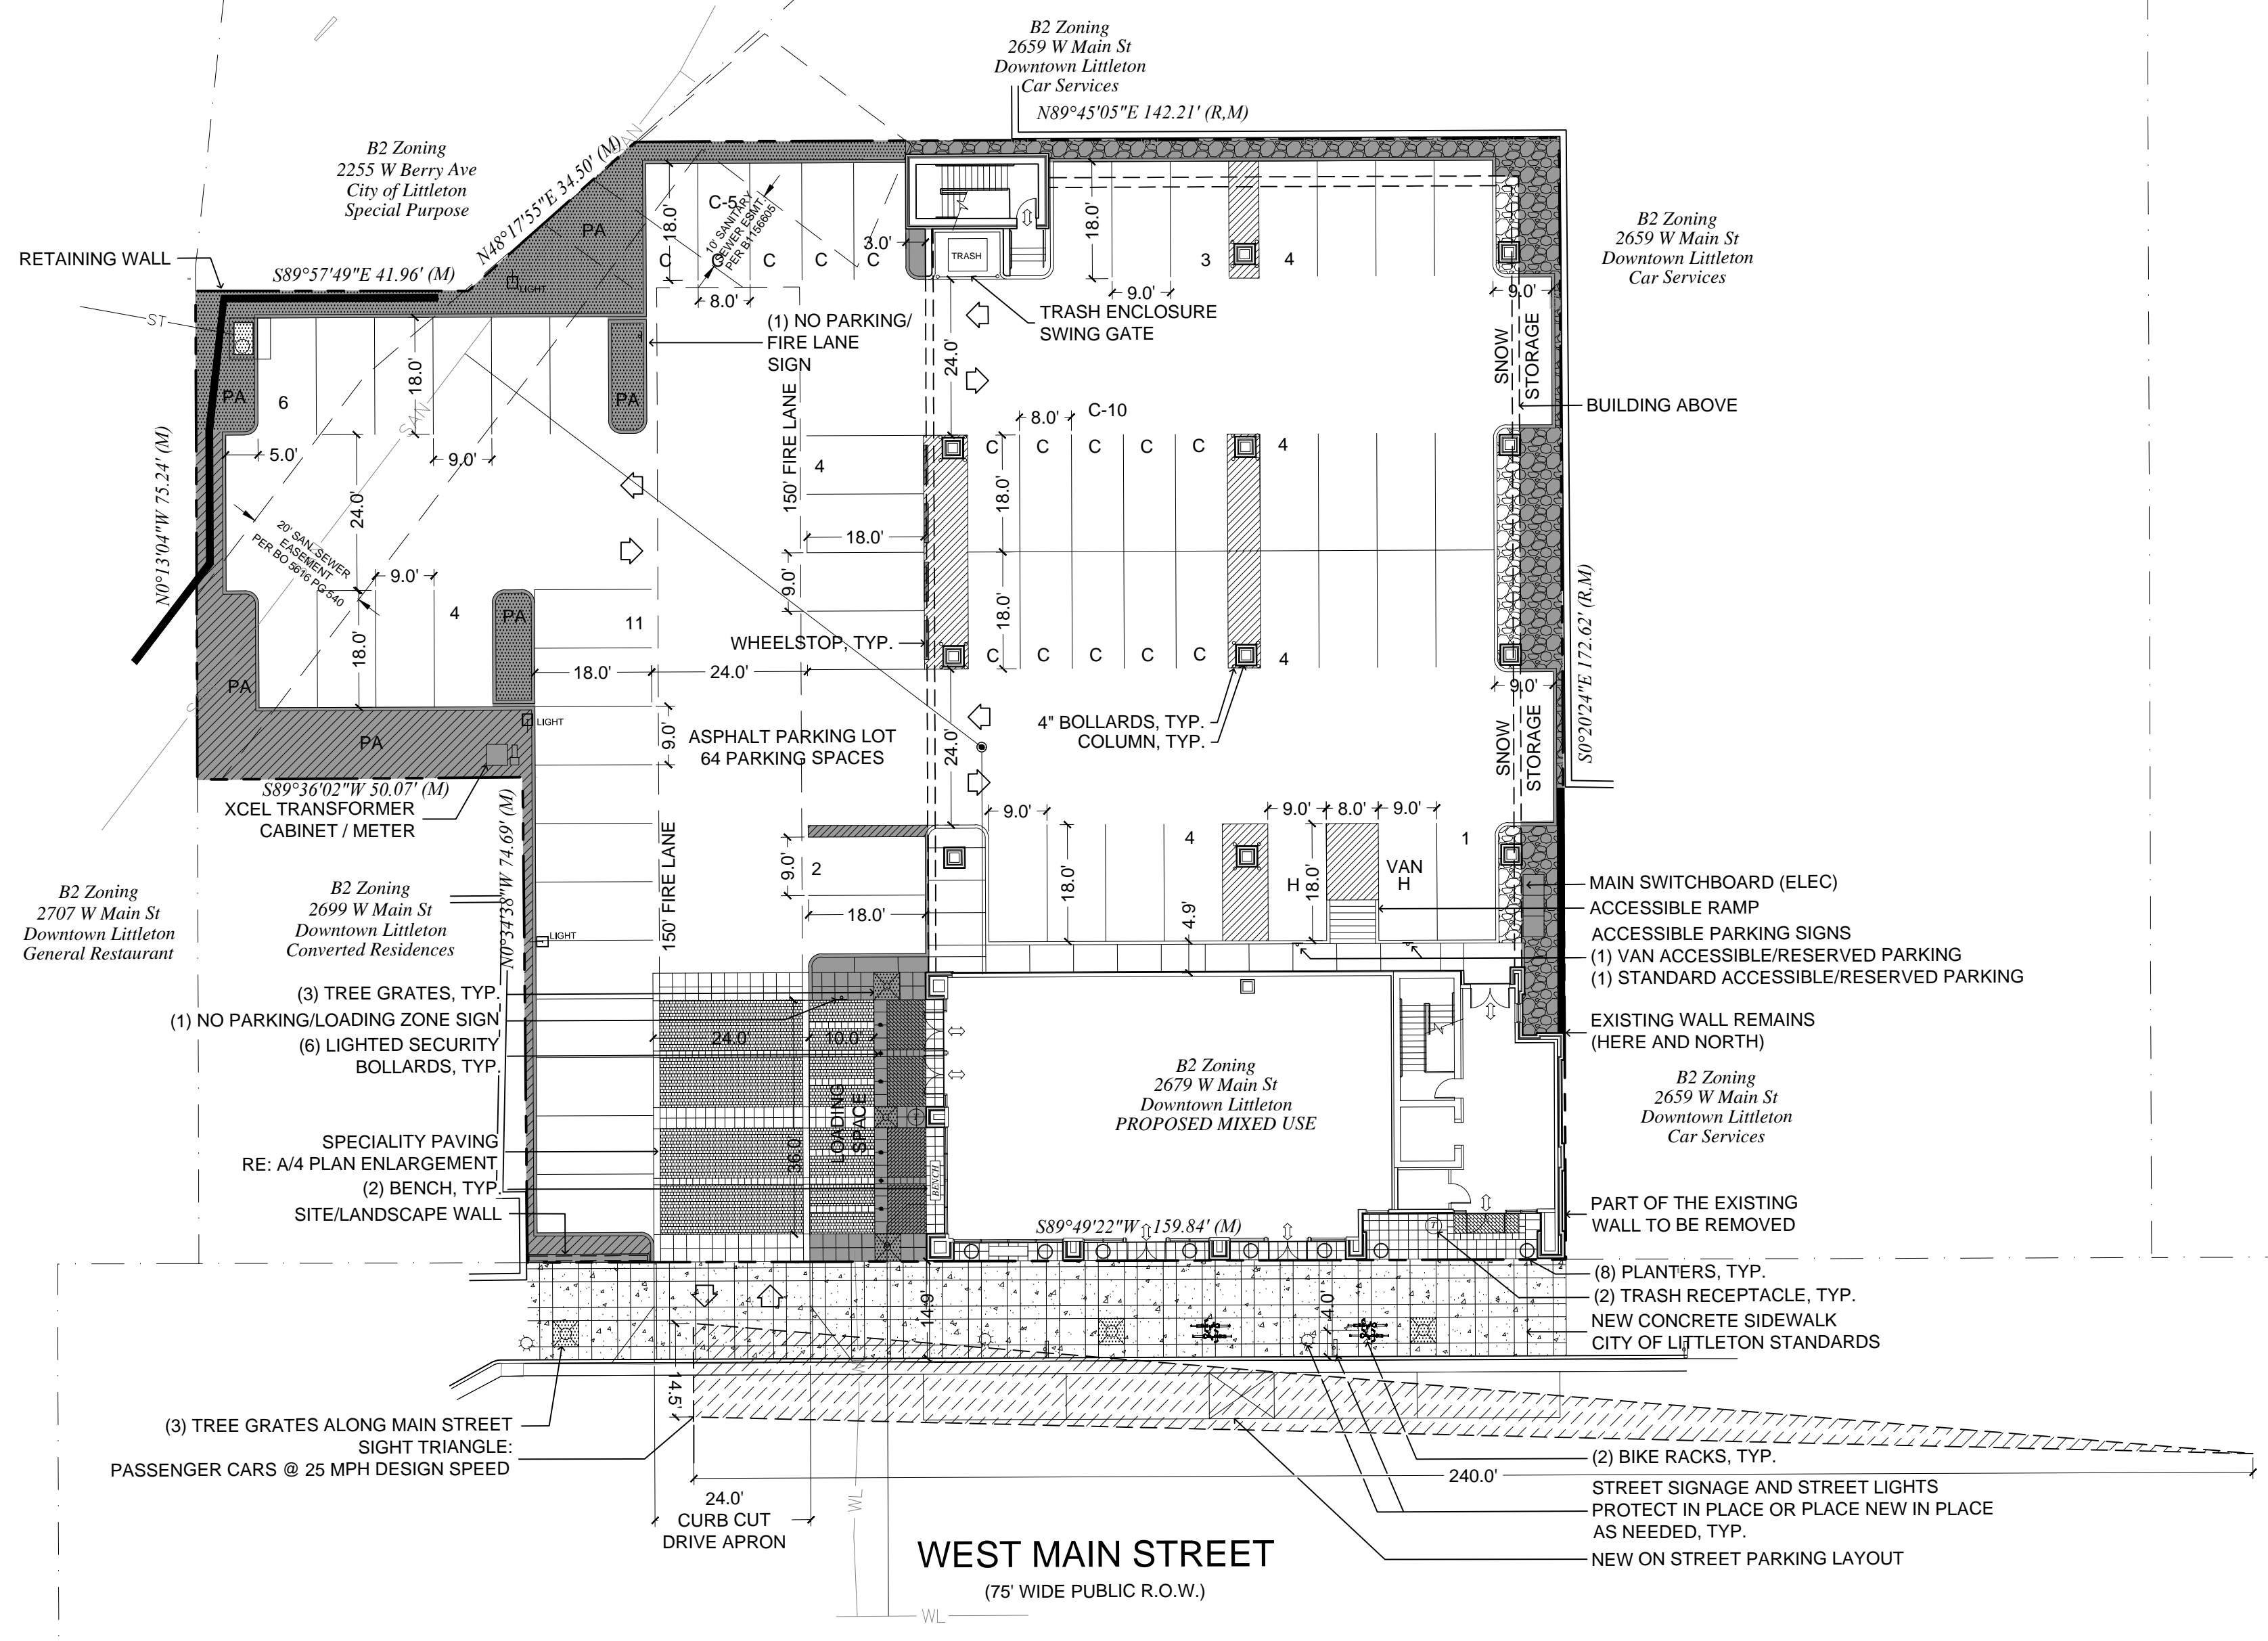 B2 Zoning
2659 W Main St
Downtown Littleton
Car Services
N89°45'05"E 142.21' (R,M)
B2 Zoning
2255 W Berry Ave
City of Littleton
Special Purpose
N48°17'55"E 34.50' (M)
SAN
RETAINING WALL
S89°57'49"E 41.96' (M)
LIGHT
ST
PA
18.0'
C-5
10' SANITARY
SEWER ESMT.
PER B1156605
C C C C C
8.0'
3.0'
TRASH
18.0'
3
4
9.0'
9.0'
B2 Zoning
2659 W Main St
Downtown Littleton
Car Services
TRASH ENCLOSURE
SWING GATE
(1) NO PARKING/
FIRE LANE
SIGN
24.0'
SNOW
STORAGE
BUILDING ABOVE
PA
6
18.0'
PA
5.0'
9.0'
SAN
150' FIRE LANE
4
8.0'
C-10
C C C C C
4
18.0'
N0°13'04"W 75.24' (M)
24.0'
20' SAN. SEWER
EASEMENT
PER BO 5616 PG 540
9.0'
4
PA
11
18.0'
9.0'
18.0'
WHEELSTOP, TYP.
C C C C C
4
18.0'
18.0'
24.0'
S0°20'24"E 172.62' (R,M)
PA
PA
S
LIGHT
9.0'
ASPHALT PARKING LOT
64 PARKING SPACES
24.0'
4" BOLLARDS, TYP.
COLUMN, TYP.
9.0'
SNOW
STORAGE
S89°36'02"W 50.07' (M)
XCEL TRANSFORMER
CABINET / METER
N0°34'38"W 74.69' (M)
150' FIRE LANE
9.0'
2
18.0'
9.0'
18.0'
4
4.9'
9.0'
8.0'
9.0'
H
18.0'
VAN
H
1
B2 Zoning
2707 W Main St
Downtown Littleton
General Restaurant
B2 Zoning
2699 W Main St
Downtown Littleton
Converted Residences
LIGHT
MAIN SWITCHBOARD (ELEC)
ACCESSIBLE RAMP
ACCESSIBLE PARKING SIGNS
(1) VAN ACCESSIBLE/RESERVED PARKING
(1) STANDARD ACCESSIBLE/RESERVED PARKING
EXISTING WALL REMAINS
(HERE AND NORTH)
(3) TREE GRATES, TYP.
(1) NO PARKING/LOADING ZONE SIGN
(6) LIGHTED SECURITY
BOLLARDS, TYP.
24.0'
10.0'
LOADING
SPACE
36.0'
T
BENCH
B2 Zoning
2679 W Main St
Downtown Littleton
PROPOSED MIXED USE
B2 Zoning
2659 W Main St
Downtown Littleton
Car Services
SPECIALITY PAVING
RE: A/4 PLAN ENLARGEMENT
(2) BENCH, TYP.
SITE/LANDSCAPE WALL
S89°49'22"W 159.84' (M)
T
PART OF THE EXISTING
WALL TO BE REMOVED
(8) PLANTERS, TYP.
(2) TRASH RECEPTACLE, TYP.
NEW CONCRETE SIDEWALK
CITY OF LITTLETON STANDARDS
14.9'
4.0'
W
14.5'
(3) TREE GRATES ALONG MAIN STREET
SIGHT TRIANGLE:
PASSENGER CARS @ 25 MPH DESIGN SPEED
(2) BIKE RACKS, TYP.
240.0'
STREET SIGNAGE AND STREET LIGHTS
PROTECT IN PLACE OR PLACE NEW IN PLACE
AS NEEDED, TYP.
NEW ON STREET PARKING LAYOUT
24.0'
CURB CUT
DRIVE APRON
WL
WEST MAIN STREET
(75' WIDE PUBLIC R.O.W.)
WL